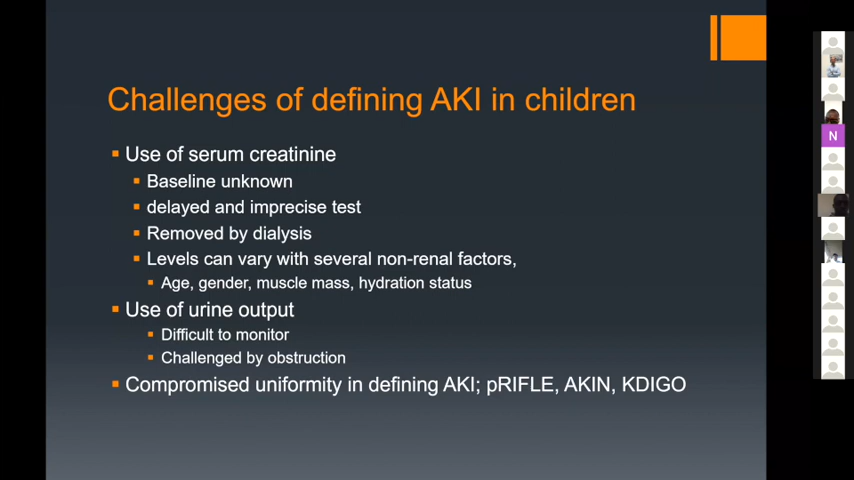 Challenges of defining AKI in children
Use of serum creatinine
Baseline unknown
delayed and imprecise test
Removed by dialysis
Levels can vary with several non-renal factors,
Age, gender, muscle mass, hydration status
Use of urine output
Difficult to monitor
Challenged by obstruction
Compromised uniformity in defining AKI; pRIFLE, AKIN, KDIGO
N